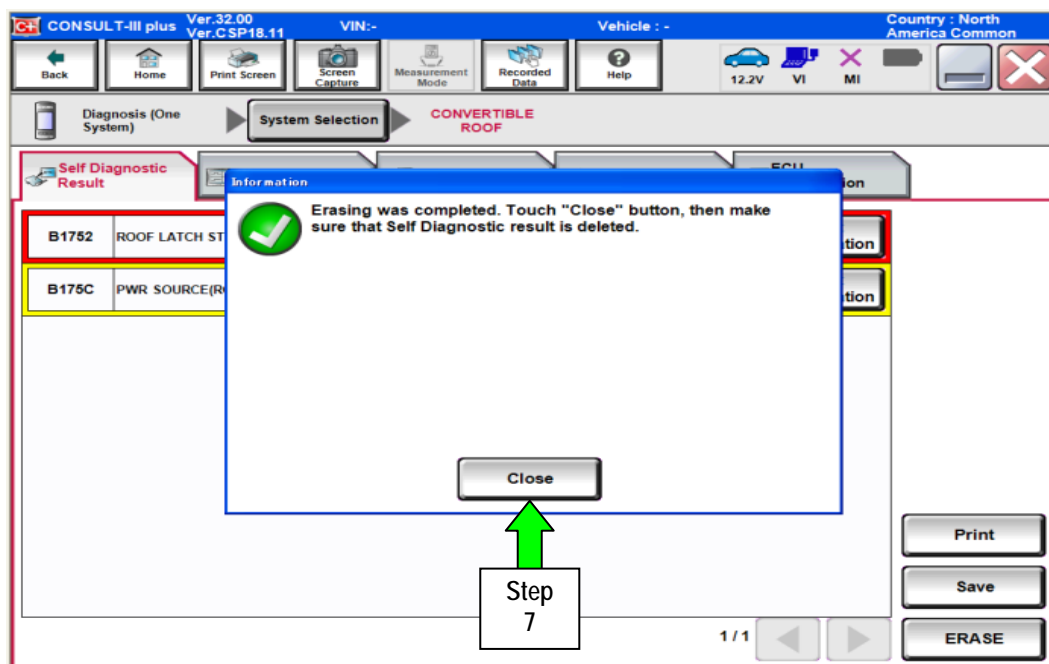 CONSULT-III plus Ver.32.00 VIN:- Vehicle : - Country : North
Ver.CSP18.11 America Common
Back Home Print Screen Screen Capture Measurement Mode Recorded Data Help 12.2V VI MI
Diagnosis (One System) System Selection CONVERTIBLE ROOF
Self Diagnostic Result
Information
Erasing was completed. Touch "Close" button, then make
sure that Self Diagnostic result is deleted.
B1752 ROOF LATCH ST
B175C PWR SOURCE(R
Close
Step
7
Print
Save
1/1 ERASE